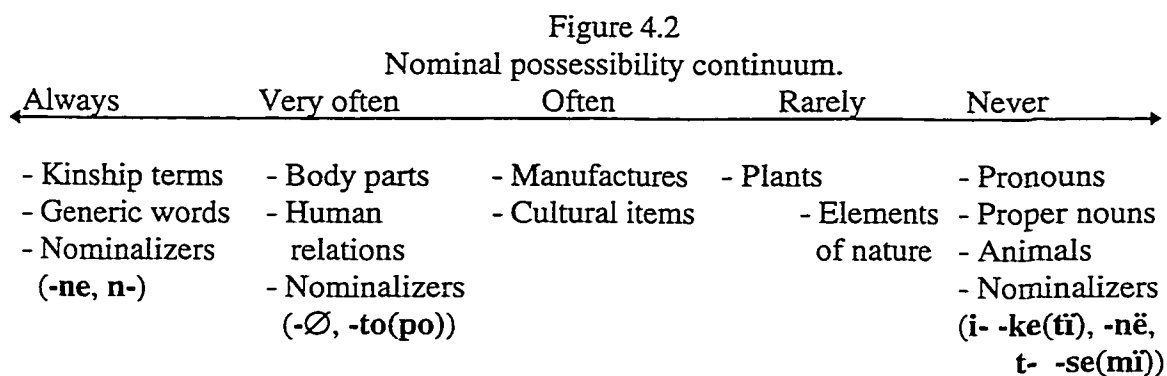 Figure 4.2
Nominal possessibility continuum.
Always Very often Often Rarely Never
- Kinship terms - Body parts - Manufactures - Plants - Pronouns
- Generic words - Human - Cultural items - Elements - Proper nouns
- Nominalizers relations of nature - Animals
(-ne, n-) - Nominalizers - Nominalizers
(-∅, -to(po)) (i- -ke(tï), -në,
t- -se(mï))